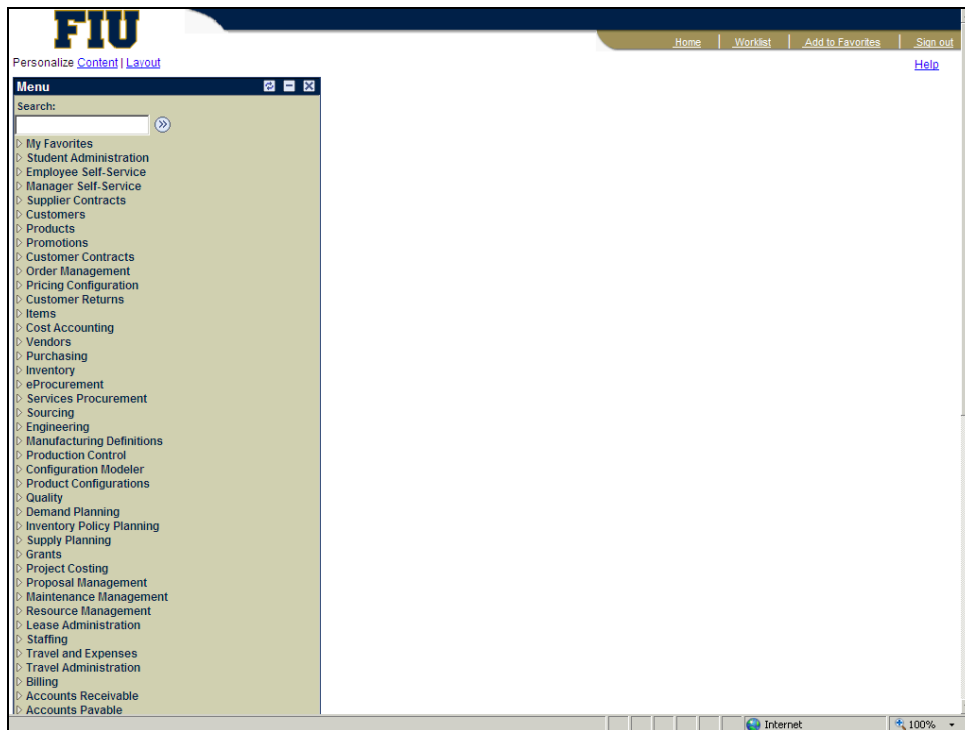 FIU
Home | Worklist | Add to Favorites | Sign out
Personalize Content | Layout
Help
Menu
Search:
My Favorites
Student Administration
Employee Self-Service
Manager Self-Service
Supplier Contracts
Customers
Products
Promotions
Customer Contracts
Order Management
Pricing Configuration
Customer Returns
Items
Cost Accounting
Vendors
Purchasing
Inventory
eProcurement
Services Procurement
Sourcing
Engineering
Manufacturing Definitions
Production Control
Configuration Modeler
Product Configurations
Quality
Demand Planning
Inventory Policy Planning
Supply Planning
Grants
Project Costing
Proposal Management
Maintenance Management
Resource Management
Lease Administration
Staffing
Travel and Expenses
Travel Administration
Billing
Accounts Receivable
Accounts Payable
Internet
100%